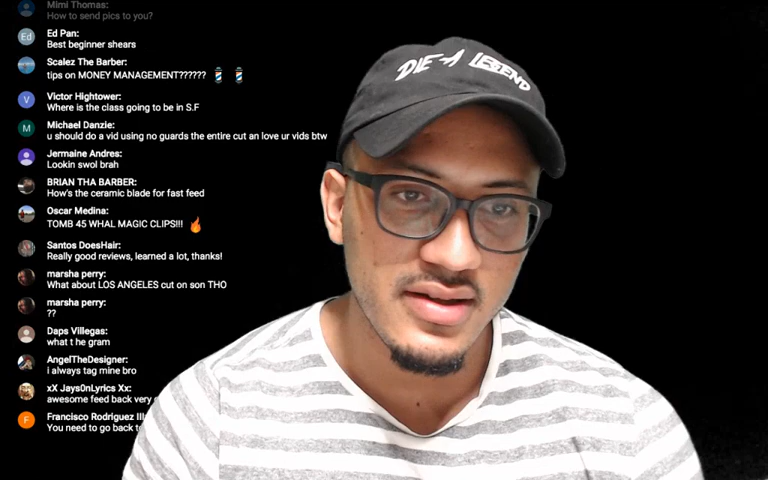 Mimi Thomas:
How to send pics to you?
Ed
Ed Pan:
Best beginner shears
Scalez The Barber:
tips on MONEY MANAGEMENT?????? 💈 💈
V
Victor Hightower:
Where is the class going to be in S.F
M
Michael Danzie:
u should do a vid using no guards the entire cut an love ur vids btw
Jermaine Andres:
Lookin swol brah
BRIAN THA BARBER:
How's the ceramic blade for fast feed
Oscar Medina:
TOMB 45 WHAL MAGIC CLIPS!!! 🔥
Santos DoesHair:
Really good reviews, learned a lot, thanks!
marsha perry:
What about LOS ANGELES cut on son THO
marsha perry:
??
Daps Villegas:
what t he gram
AngelTheDesigner:
i always tag mine bro
xX Jays0nLyrics Xx:
awesome feed back very
F
Francisco Rodriguez III
You need to go back
DIE A LEGEND